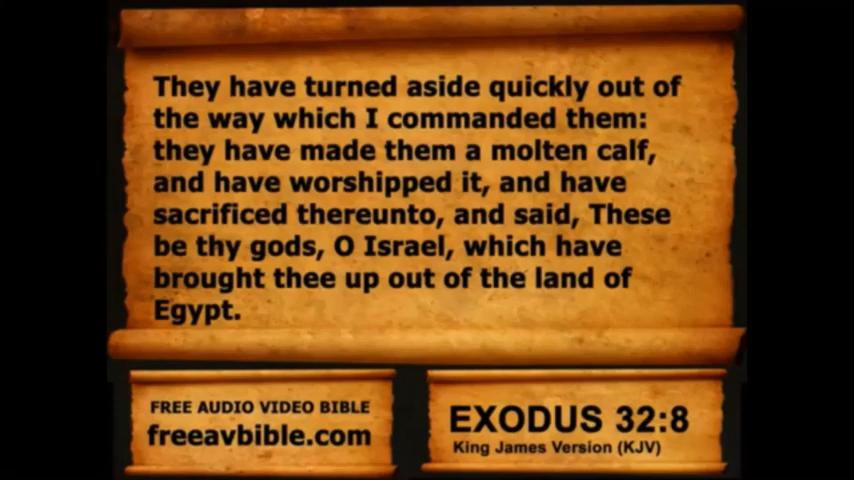 They have turned aside quickly out of
the way which I commanded them:
they have made them a molten calf,
and have worshipped it, and have
sacrificed thereunto, and said, These
be thy gods, O Israel, which have
brought thee up out of the land of
Egypt.
FREE AUDIO VIDEO BIBLE
freeavbible.com
EXODUS 32:8
King James Version (KJV)